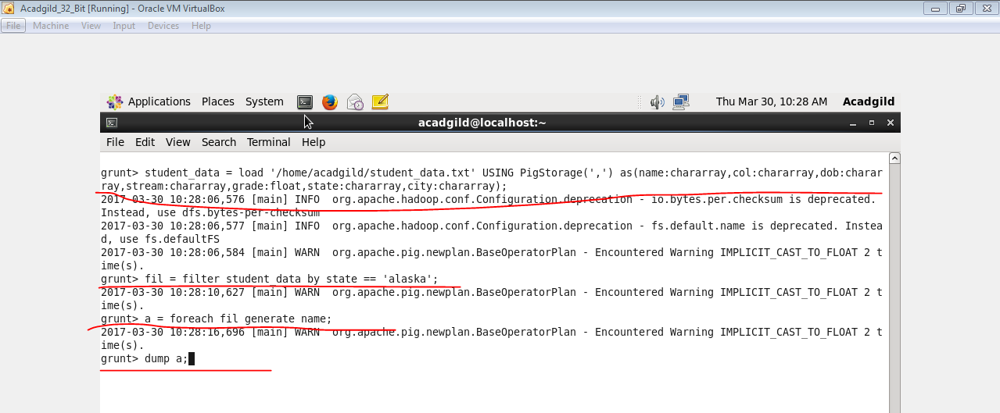 Acadgild_32_Bit [Running] - Oracle VM VirtualBox
File Machine View Input Devices Help
Applications Places System Thu Mar 30, 10:28 AM Acadgild
acadgild@localhost:~
File Edit View Search Terminal Help
grunt> student_data = load '/home/acadgild/student_data.txt' USING PigStorage(',') as(name:chararray,col:chararray,dob:charar
ray,stream:chararray,grade:float,state:chararray,city:chararray);
2017-03-30 10:28:06,576 [main] INFO  org.apache.hadoop.conf.Configuration.deprecation - io.bytes.per.checksum is deprecated.
Instead, use dfs.bytes-per-checksum
2017-03-30 10:28:06,577 [main] INFO  org.apache.hadoop.conf.Configuration.deprecation - fs.default.name is deprecated. Instea
d, use fs.defaultFS
2017-03-30 10:28:06,584 [main] WARN  org.apache.pig.newplan.BaseOperatorPlan - Encountered Warning IMPLICIT_CAST_TO_FLOAT 2 t
ime(s).
grunt> fil = filter student_data by state == 'alaska';
2017-03-30 10:28:10,627 [main] WARN  org.apache.pig.newplan.BaseOperatorPlan - Encountered Warning IMPLICIT_CAST_TO_FLOAT 2 t
ime(s).
grunt> a = foreach fil generate name;
2017-03-30 10:28:16,696 [main] WARN  org.apache.pig.newplan.BaseOperatorPlan - Encountered Warning IMPLICIT_CAST_TO_FLOAT 2 t
ime(s).
grunt> dump a;